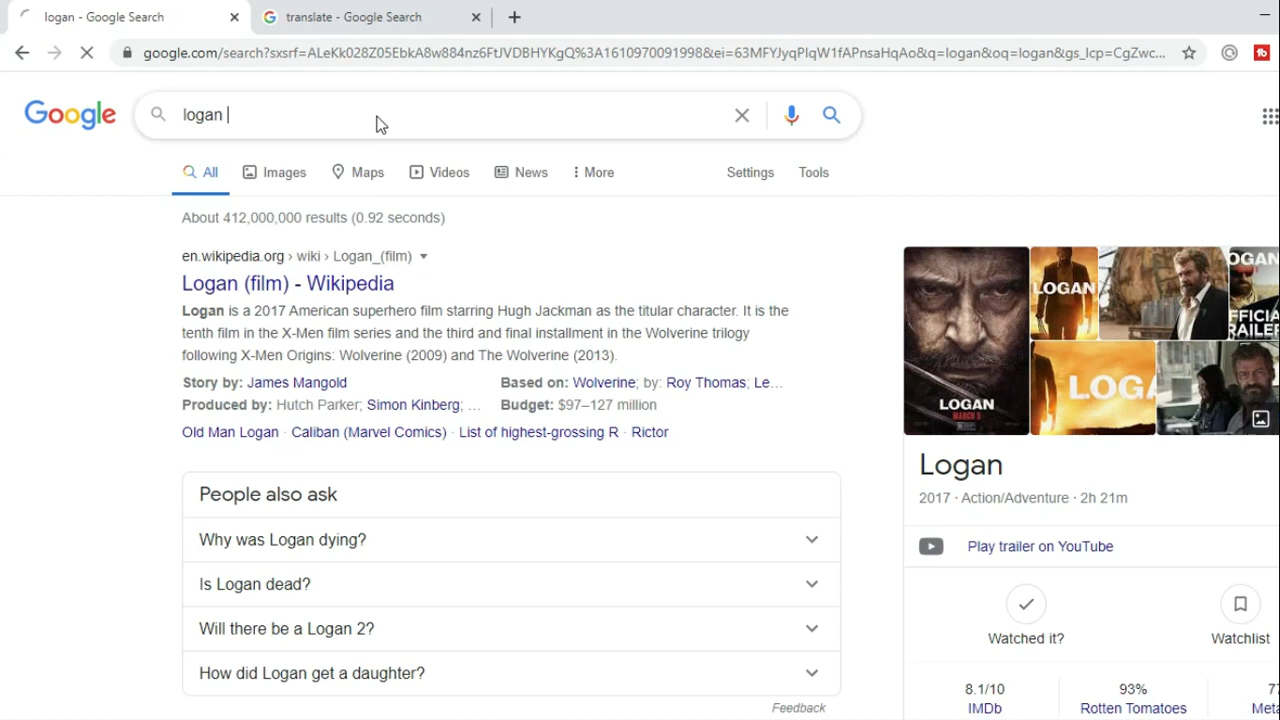 logan - Google Search
translate - Google Search
google.com/search?sxsrf=ALeKk028Z05EbkA8w884nz6FtJVDBHYKgQ%3A1610970091998&ei=63MFYJyqPIqW1fAPnsaHqAo&q=logan&oq=logan&gs_lcp=CgZwc...
Google
logan
All Images Maps Videos News More Settings Tools
About 412,000,000 results (0.92 seconds)
en.wikipedia.org › wiki › Logan_(film)
Logan (film) - Wikipedia
Logan is a 2017 American superhero film starring Hugh Jackman as the titular character. It is the
tenth film in the X-Men film series and the third and final installment in the Wolverine trilogy
following X-Men Origins: Wolverine (2009) and The Wolverine (2013).
Story by: James Mangold Based on: Wolverine; by: Roy Thomas; Le…
Produced by: Hutch Parker; Simon Kinberg; … Budget: $97–127 million
Old Man Logan · Caliban (Marvel Comics) · List of highest-grossing R · Rictor
People also ask
Why was Logan dying?
Is Logan dead?
Will there be a Logan 2?
How did Logan get a daughter?
Feedback
LOGAN
MARCH 3
LOGAN
OGAN
FFICIA
RAILER
LOGA
Logan
2017 · Action/Adventure · 2h 21m
Play trailer on YouTube
Watched it? Watchlist
8.1/10 93% 77
IMDb Rotten Tomatoes Meta